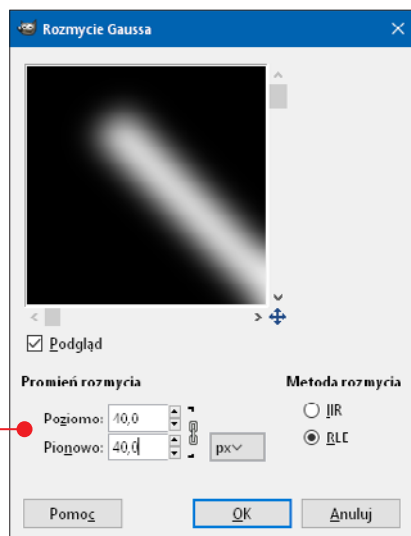 Rozmycie Gaussa
Podgląd
Promień rozmycia
Metoda rozmycia
Poziomo: 40,0
IIR
Pionowo: 40,0
px
RLE
Pomoc
OK
Anuluj